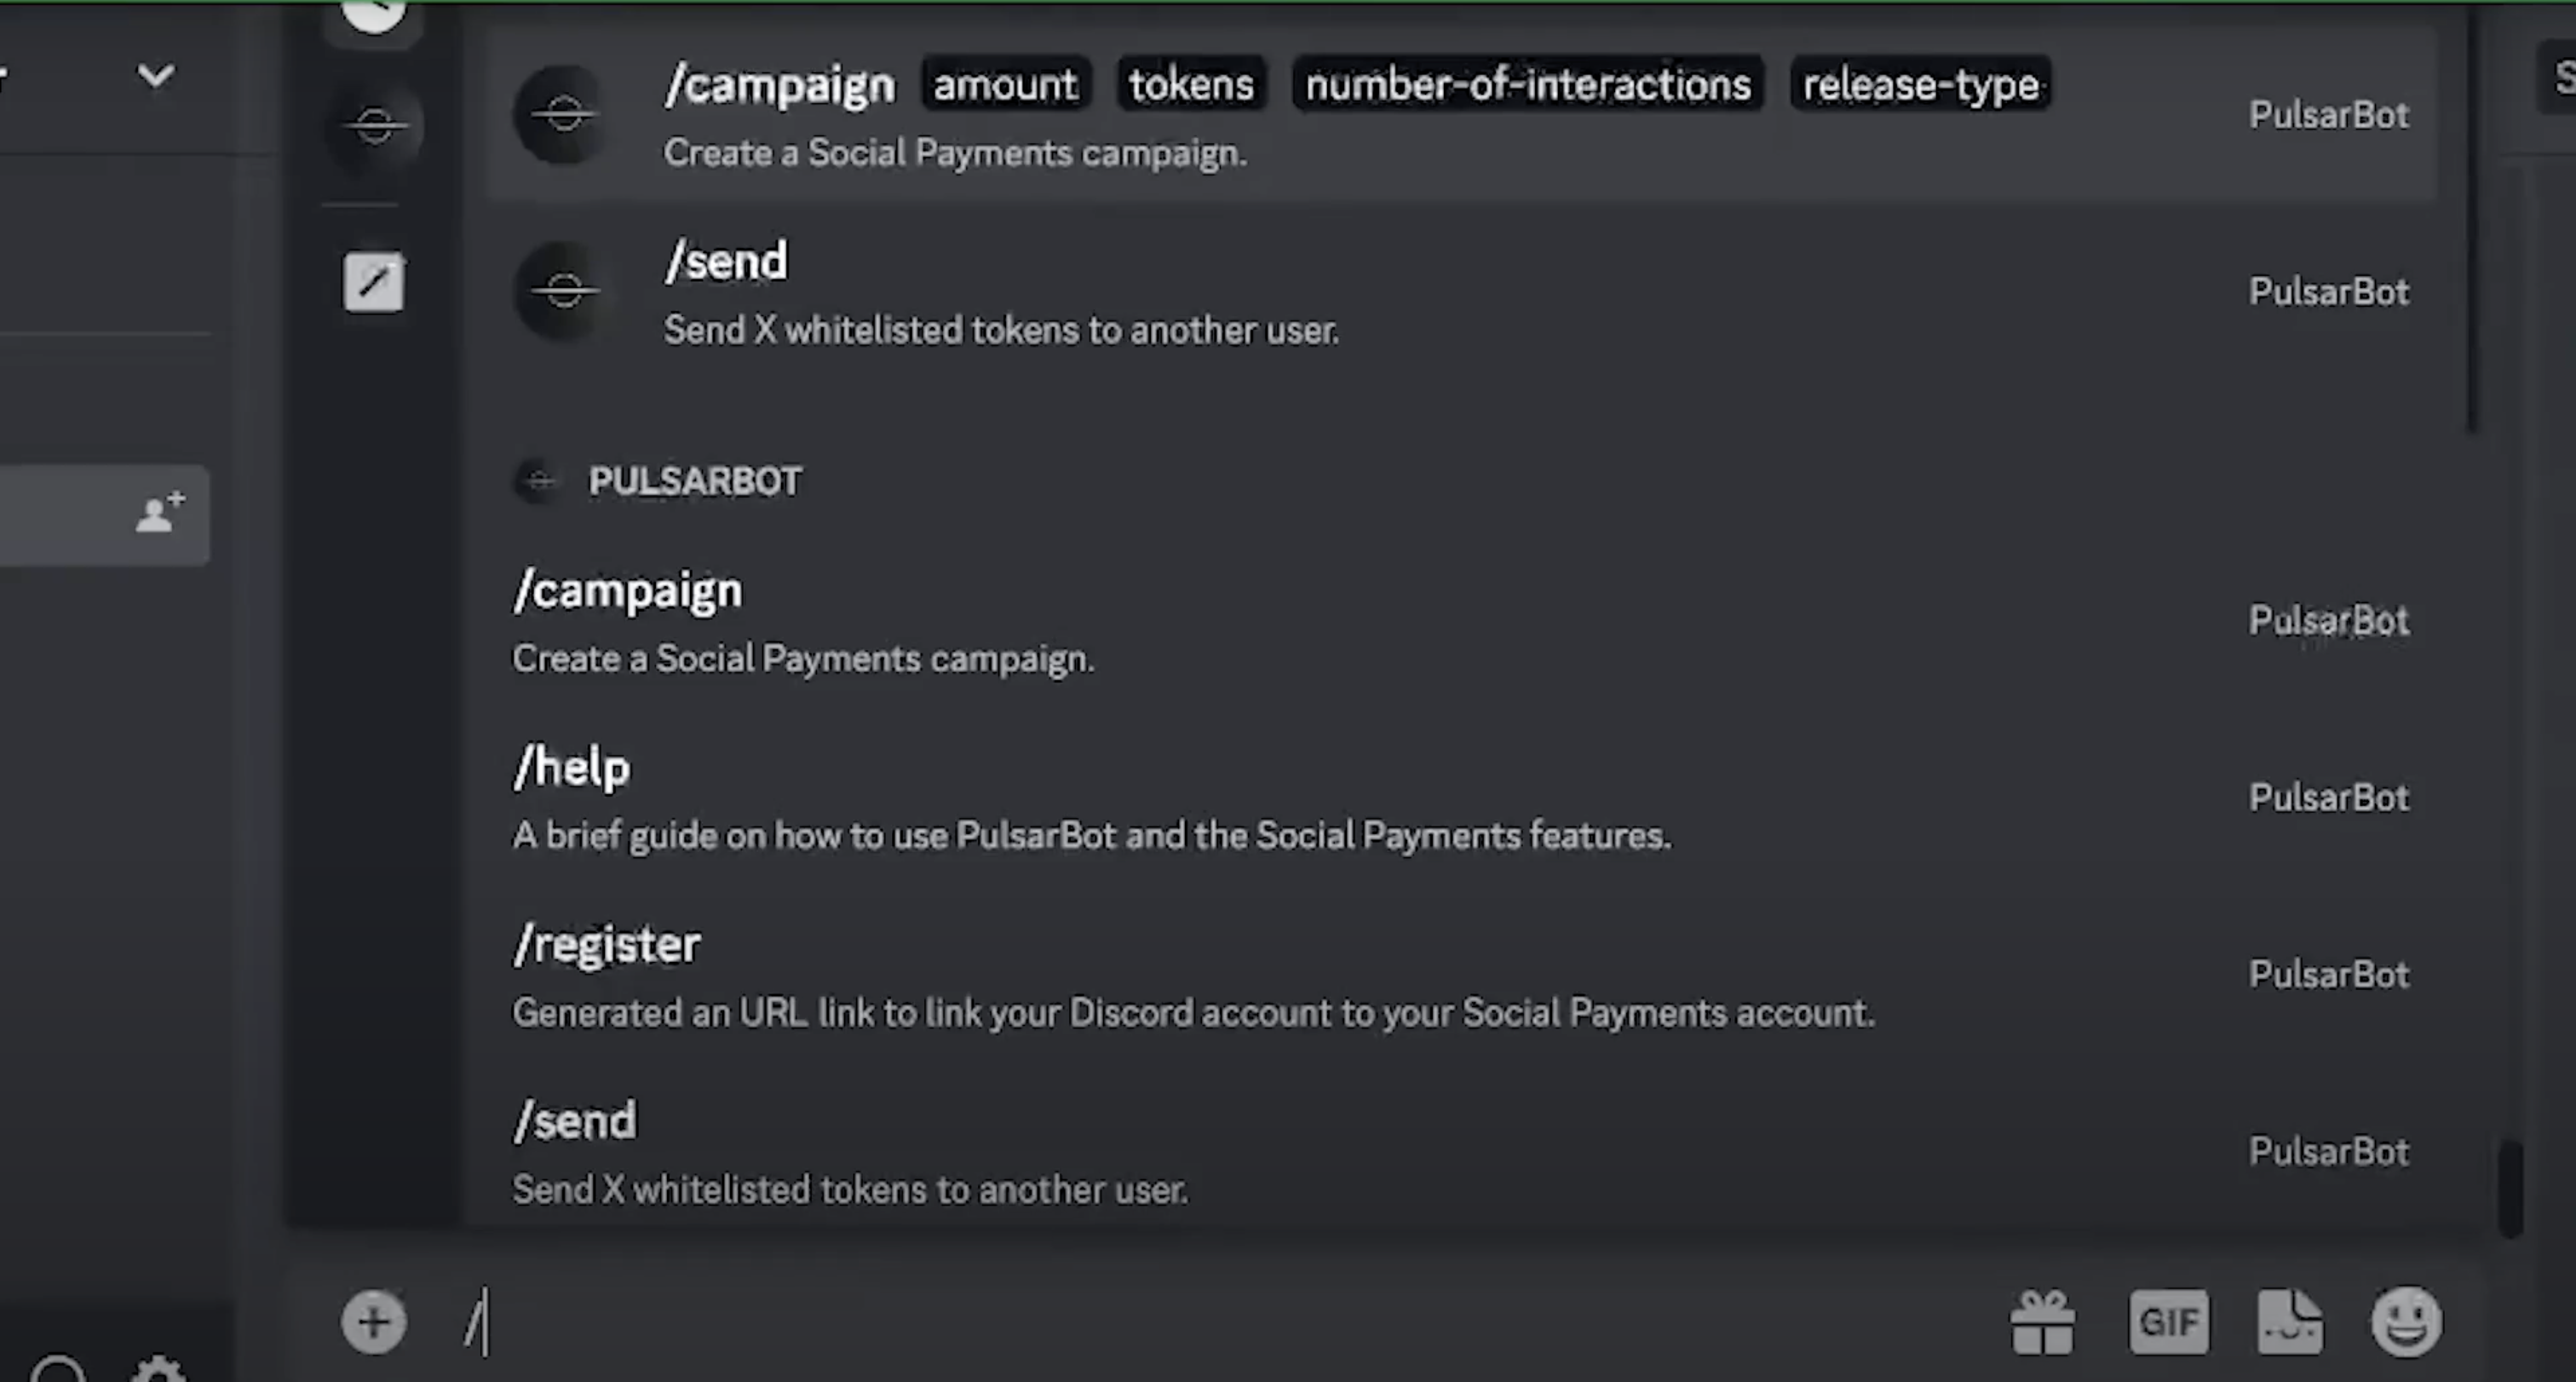 /campaign amount tokens number-of-interactions release-type
PulsarBot
Create a Social Payments campaign.
/send
PulsarBot
Send X whitelisted tokens to another user.
PULSARBOT
/campaign
PulsarBot
Create a Social Payments campaign.
/help
PulsarBot
A brief guide on how to use PulsarBot and the Social Payments features.
/register
PulsarBot
Generated an URL link to link your Discord account to your Social Payments account.
/send
PulsarBot
Send X whitelisted tokens to another user.
/
GIF